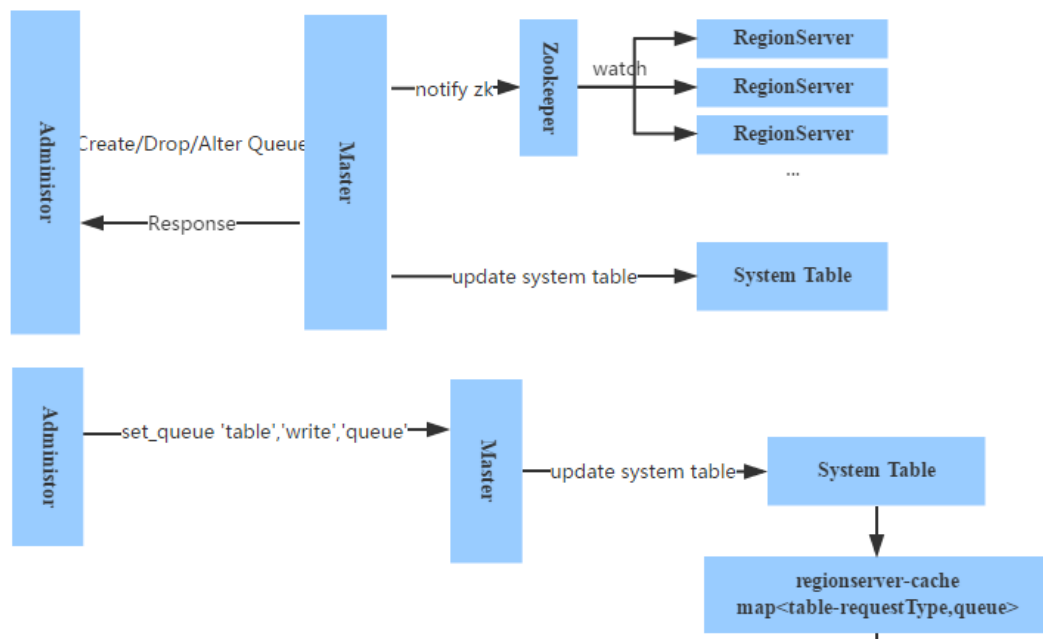 Administor
Create/Drop/Alter Queue
Response
Master
notify zk
Zookeeper
watch
RegionServer
RegionServer
RegionServer
...
update system table
System Table
Administor
set_queue 'table','write','queue'
Master
update system table
System Table
regionserver-cache
map<table-requestType,queue>